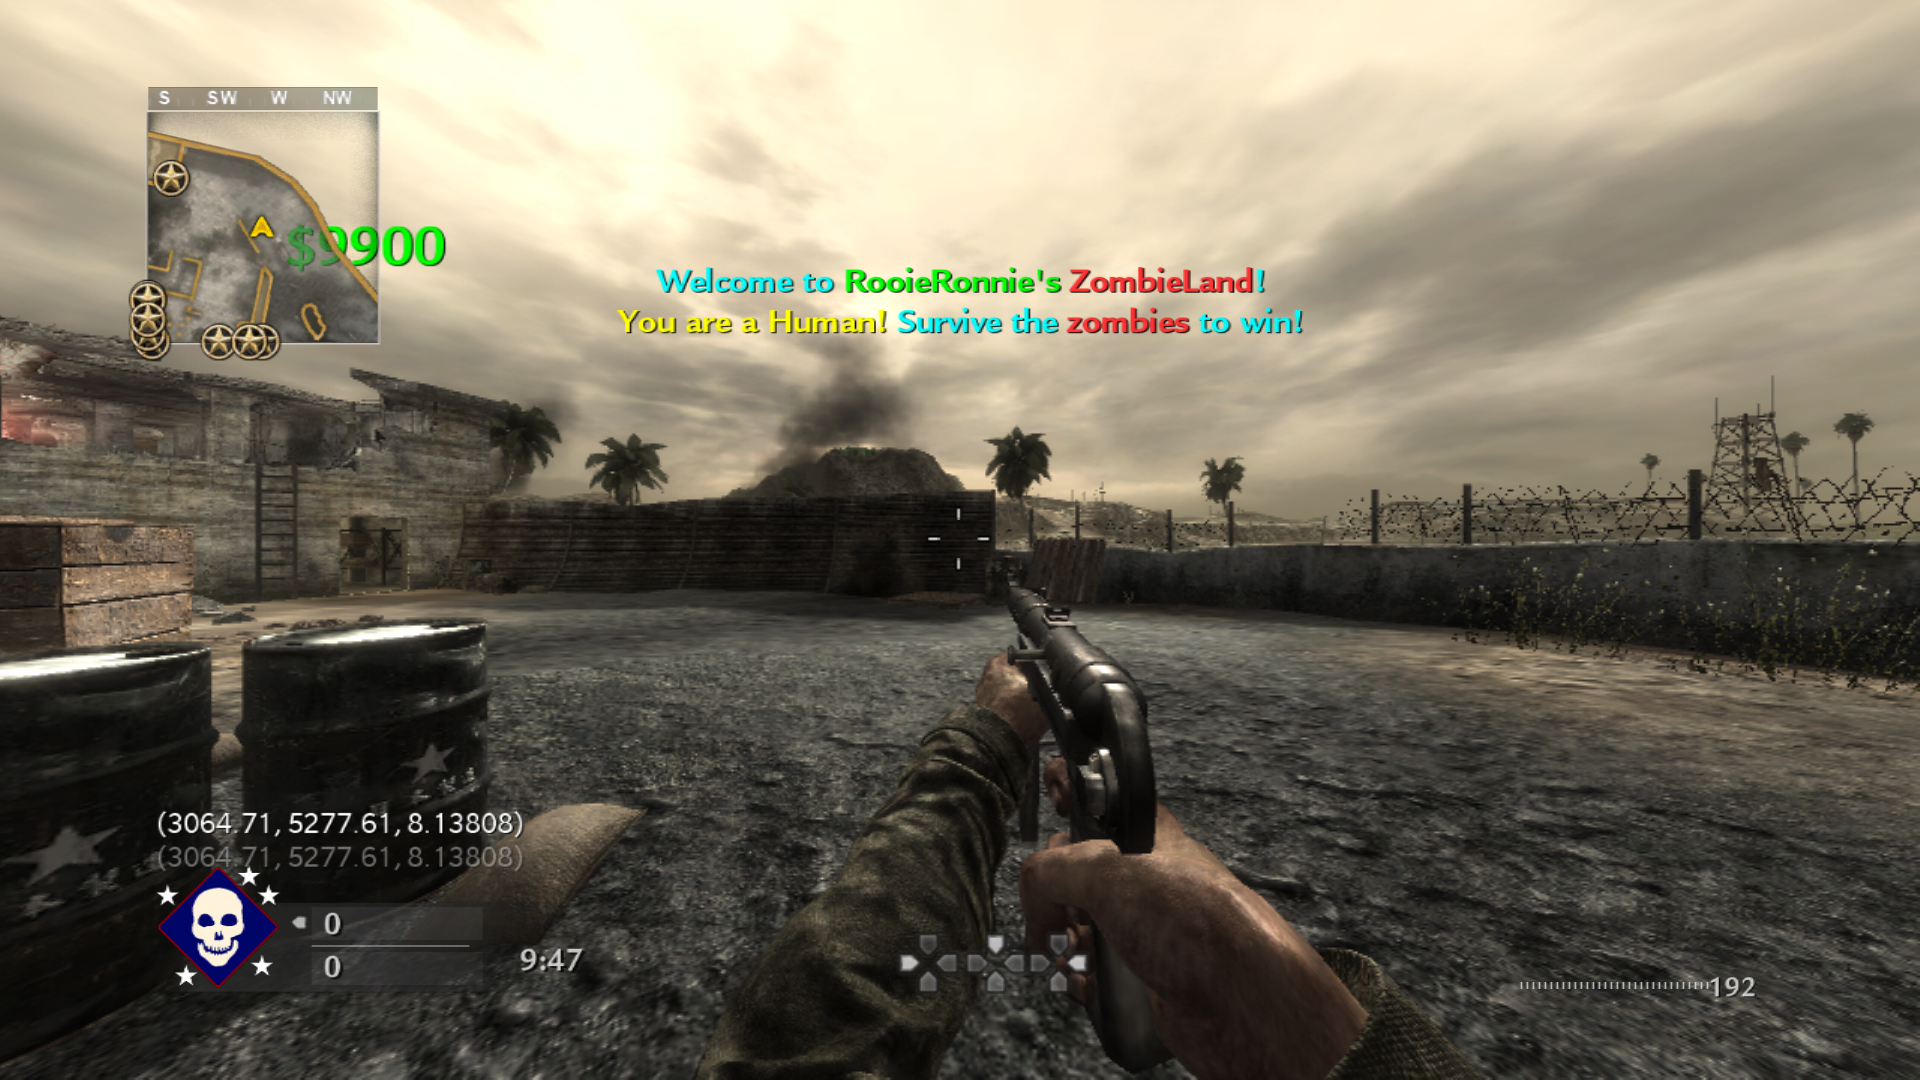 S SW W NW
$9900
Welcome to RooieRonnie's ZombieLand!
You are a Human! Survive the zombies to win!
(3064.71, 5277.61, 8.13808)
(3064.71, 5277.61, 8.13808)
0
0
9:47
192